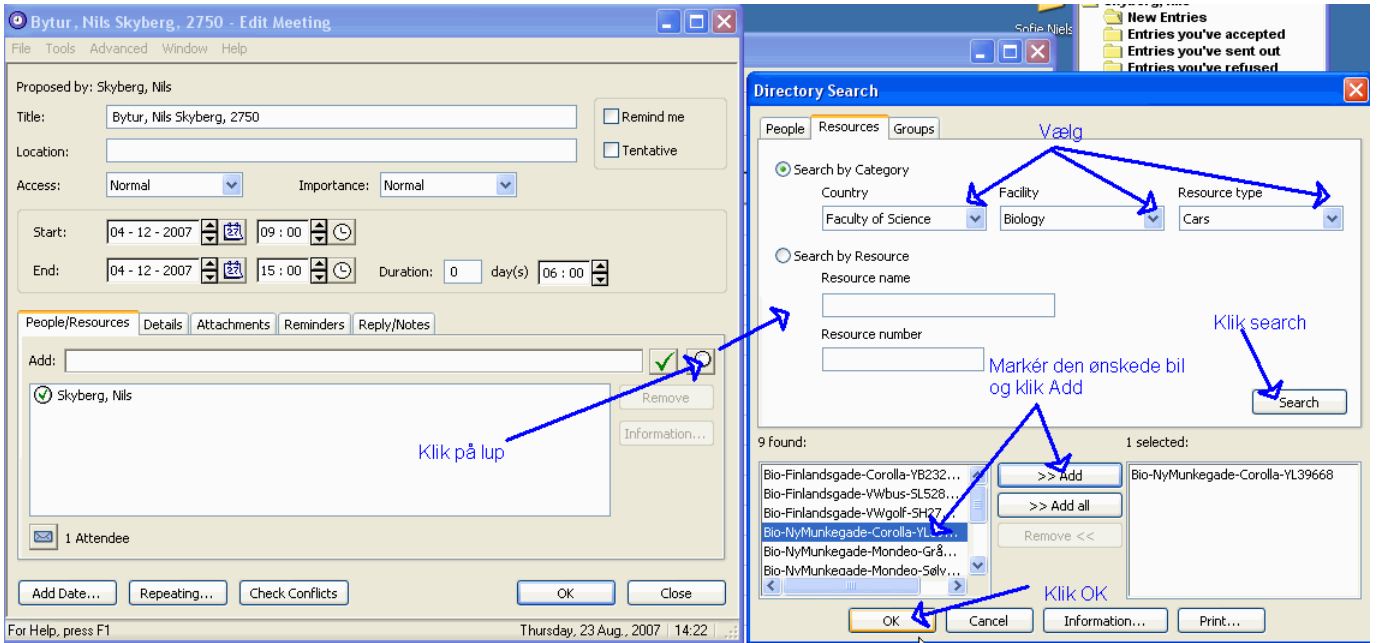 Bytur, Nils Skyberg, 2750 - Edit Meeting
File Tools Advanced Window Help
Proposed by: Skyberg, Nils
Title: Bytur, Nils Skyberg, 2750
Remind me
Location:
Tentative
Access: Normal Importance: Normal
Start: 04 - 12 - 2007 09 : 00
End: 04 - 12 - 2007 15 : 00 Duration: 0 day(s) 06 : 00
People/Resources Details Attachments Reminders Reply/Notes
Add:
Skyberg, Nils
Remove
Information...
Klik på lup
1 Attendee
Add Date... Repeating... Check Conflicts OK Close
For Help, press F1 Thursday, 23 Aug., 2007 14:22
Sofie Niels
New Entries
Entries you've accepted
Entries you've sent out
Entries you've refused
Directory Search
People Resources Groups
Vælg
Search by Category
Country Facility Resource type
Faculty of Science Biology Cars
Search by Resource
Resource name
Resource number
Klik search
Markér den ønskede bil
og klik Add
Search
9 found: 1 selected:
Bio-Finlandsgade-Corolla-YB232...
Bio-Finlandsgade-VWbus-SL528...
Bio-Finlandsgade-VWgolf-SH27...
Bio-NyMunkegade-Corolla-YL39...
Bio-NyMunkegade-Mondeo-Grå...
Bio-NyMunkegade-Mondeo-Sølv...
>> Add
>> Add all
Remove <<
Bio-NyMunkegade-Corolla-YL39668
Klik OK
OK Cancel Information... Print...